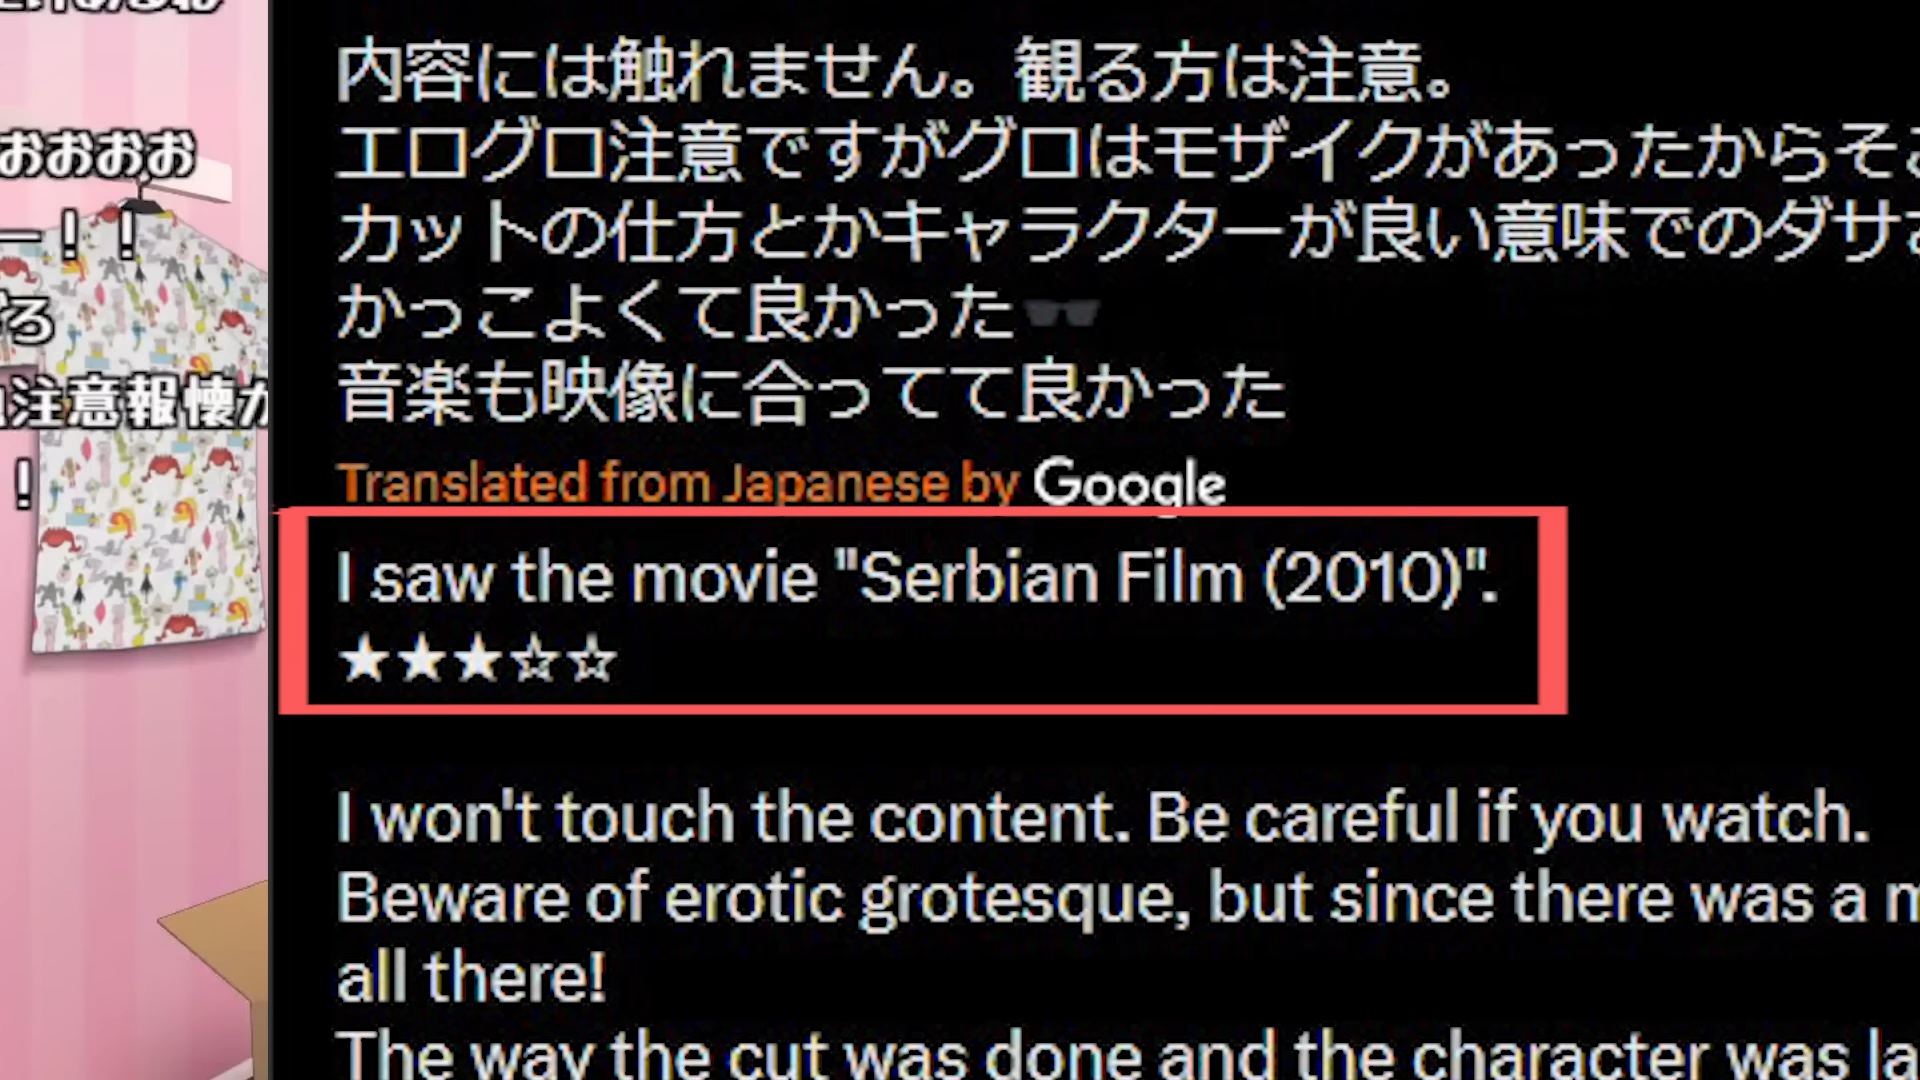 おおおお
ー！！
ろ
注意報懐か
！
内容には触れません。観る方は注意。
エログロ注意ですがグロはモザイクがあったからそ
カットの仕方とかキャラクターが良い意味でのダサ
かっこよくて良かった🕶
音楽も映像に合ってて良かった
Translated from Japanese by Google
I saw the movie "Serbian Film (2010)".
★★★☆☆
I won't touch the content. Be careful if you watch.
Beware of erotic grotesque, but since there was a m
all there!
The way the cut was done and the character was la